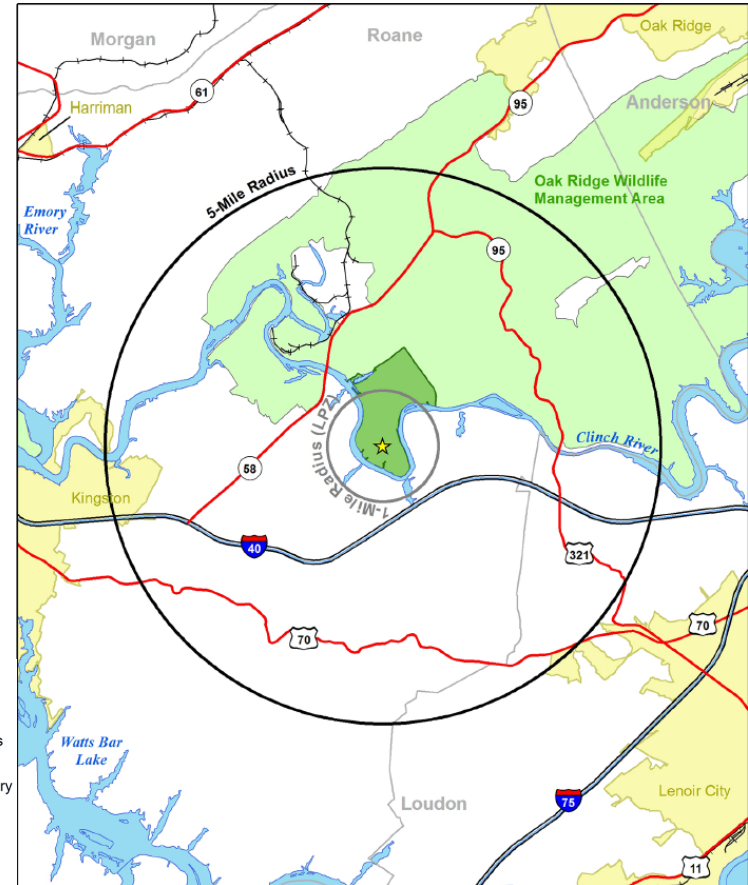 Morgan
Roane
Oak Ridge
61
Harriman
95
Anderson
5-Mile Radius
Oak Ridge Wildlife
Management Area
Emory
River
95
1-Mile Radius (LPZ)
Clinch River
58
Kingston
40
321
70
70
Watts Bar
Lake
s
ry
Loudon
75
Lenoir City
11